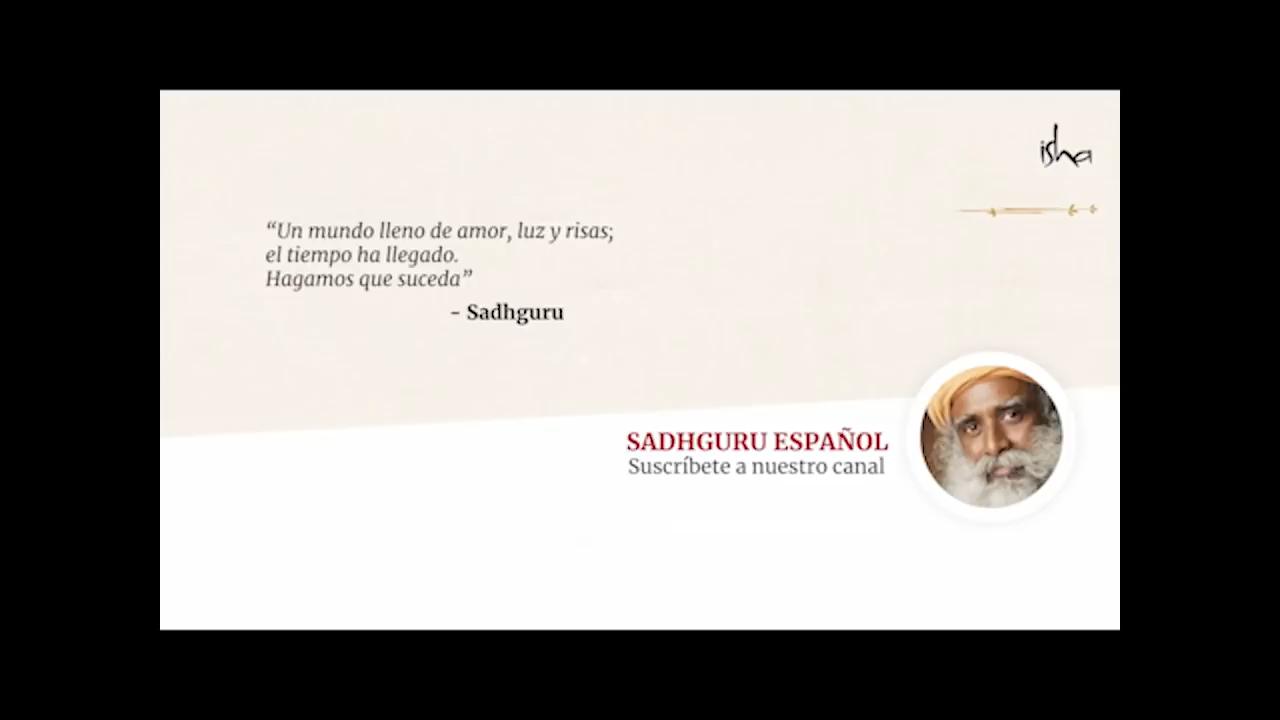 isha
“Un mundo lleno de amor, luz y risas;
el tiempo ha llegado.
Hagamos que suceda”
- Sadhguru
SADHGURU ESPAÑOL
Suscríbete a nuestro canal